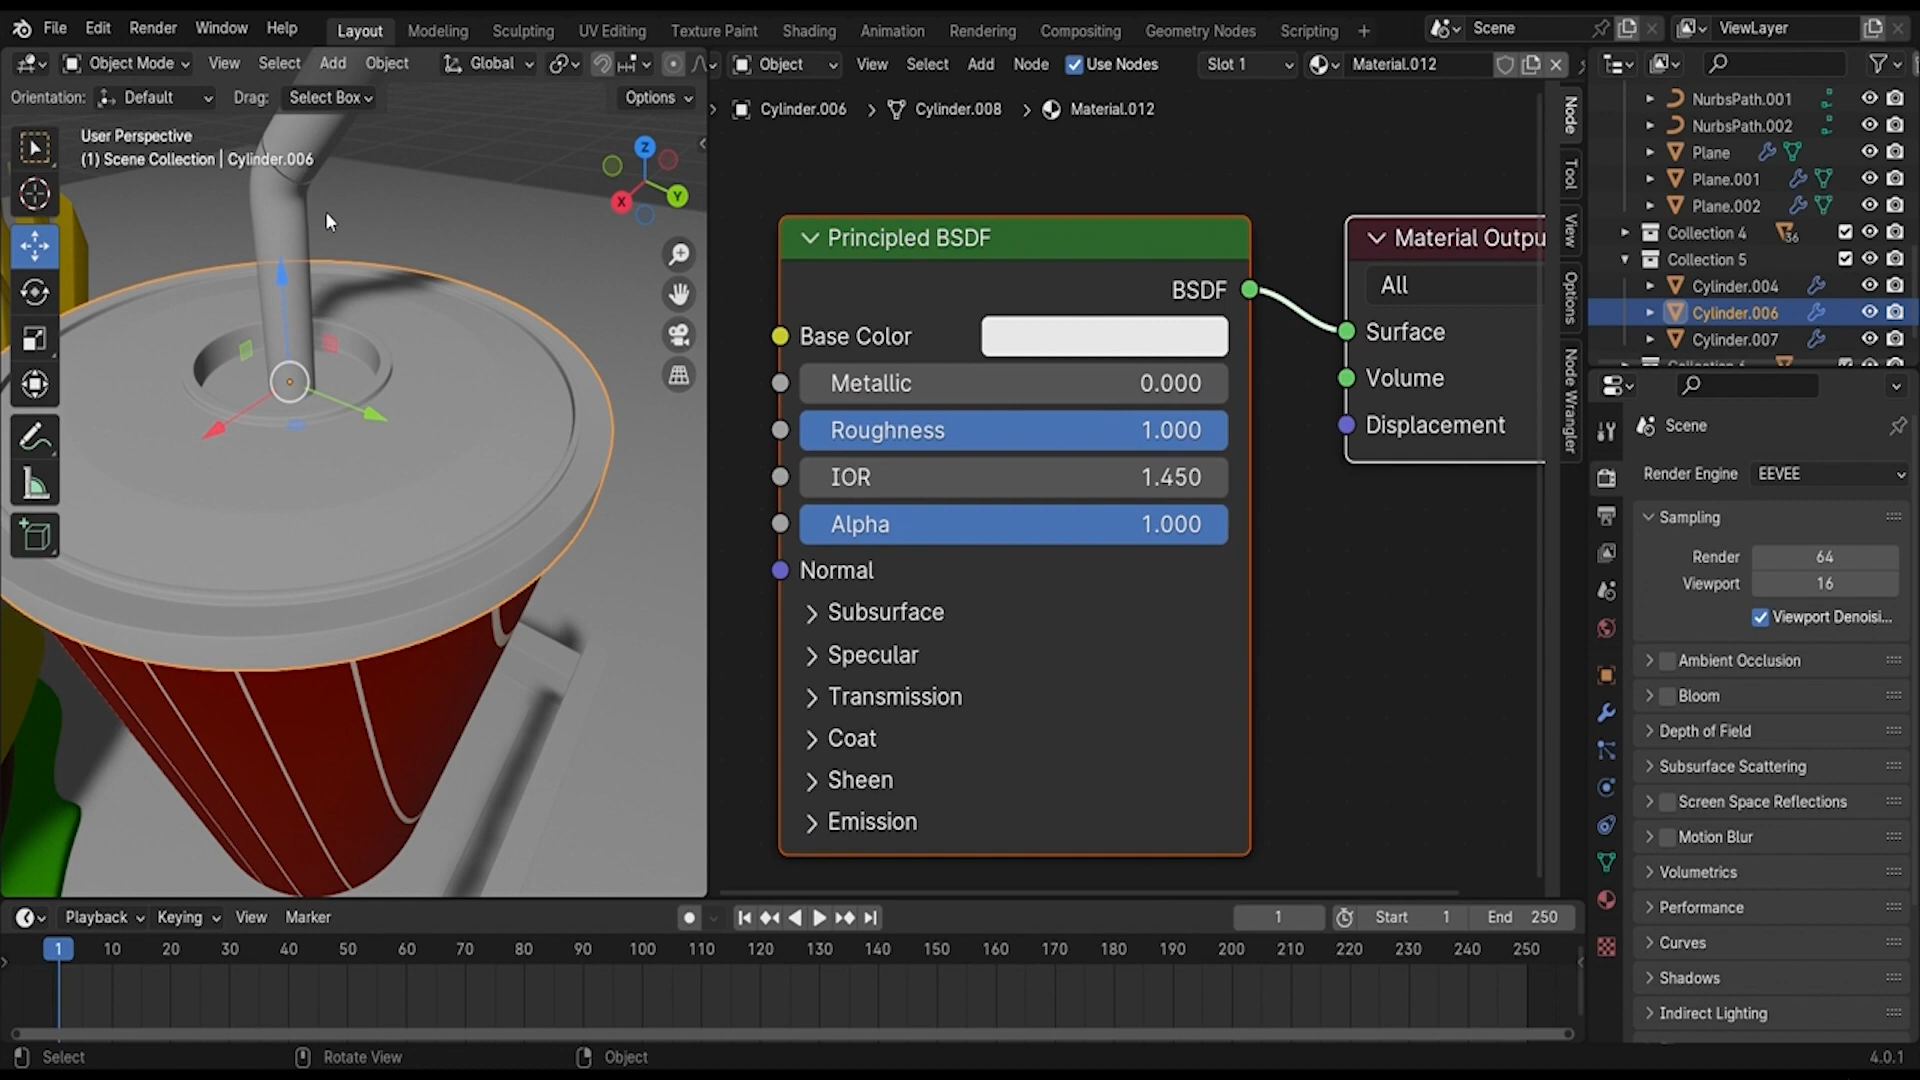 File Edit Render Window Help Layout Modeling Sculpting UV Editing Texture Paint Shading Animation Rendering Compositing Geometry Nodes Scripting + Scene ViewLayer
Object Mode View Select Add Object Global Object View Select Add Node Use Nodes Slot 1 Material.012
Orientation: Default Drag: Select Box Options
Cylinder.006 > Cylinder.008 > Material.012
User Perspective
(1) Scene Collection | Cylinder.006
Z
Y
X
Principled BSDF
BSDF
Base Color
Metallic 0.000
Roughness 1.000
IOR 1.450
Alpha 1.000
Normal
Subsurface
Specular
Transmission
Coat
Sheen
Emission
Material Outpu
All
Surface
Volume
Displacement
Node
Tool
View
Options
Node Wrangler
NurbsPath.001
NurbsPath.002
Plane
Plane.001
Plane.002
Collection 4 36
Collection 5
Cylinder.004
Cylinder.006
Cylinder.007
Scene
Render Engine EEVEE
Sampling
Render 64
Viewport 16
Viewport Denoisi...
Ambient Occlusion
Bloom
Depth of Field
Subsurface Scattering
Screen Space Reflections
Motion Blur
Volumetrics
Performance
Curves
Shadows
Indirect Lighting
Playback Keying View Marker 1 Start 1 End 250
1 10 20 30 40 50 60 70 80 90 100 110 120 130 140 150 160 170 180 190 200 210 220 230 240 250
Select Rotate View Object 4.0.1